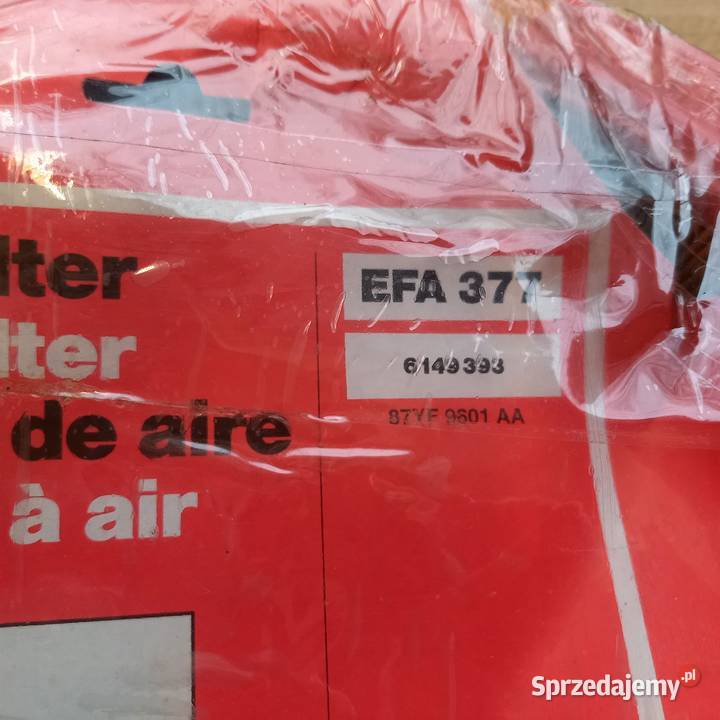 lter
lter
de aire
à air
EFA 377
6149393
87YF 9601 AA
Sprzedajemy.pl